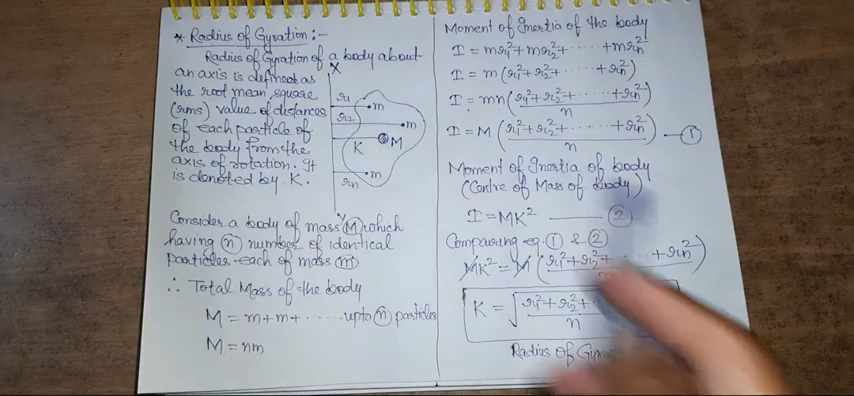 * Radius of Gyration :-
Radius of Gyration of a body about
an axis is defined as
the root mean square
(rms) value of distances
of each particle of
the body from the
axis of rotation. It
is denoted by K.
X
r1 m
r2 m
K M
rn m
Y
Consider a body of mass M which
having n number of identical
particles each of mass m
∴ Total Mass of the body
M = m+m+ ...... upto n particles
M = nm
Moment of Inertia of the body
I = mr1²+mr2²+ ...... +mrn²
I = m(r1²+r2²+ ...... +rn²)
I = mn(r1²+r2²+ ...... +rn²)/n
I = M(r1²+r2²+ ...... +rn²)/n — 1
Moment of Inertia of body
(Centre of Mass of body)
I = MK² — 2
Comparing eq. 1 & 2
MK² = M(r1²+r2²+ ...... +rn²)
K = √r1²+r2²+ /n
Radius Of